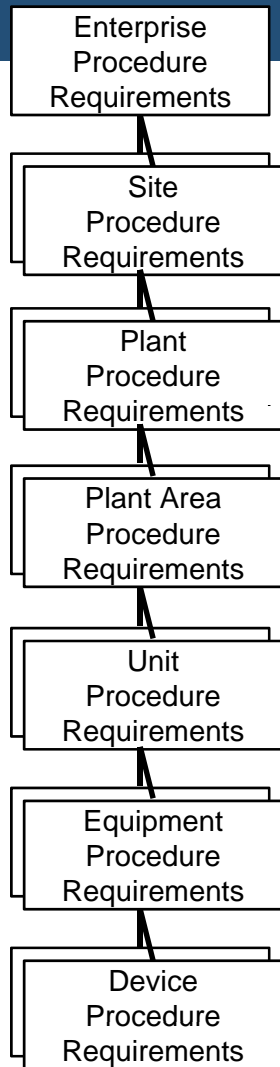 Enterprise
Procedure
Requirements
Site
Procedure
Requirements
Plant
Procedure
Requirements
Plant Area
Procedure
Requirements
Unit
Procedure
Requirements
Equipment
Procedure
Requirements
Device
Procedure
Requirements